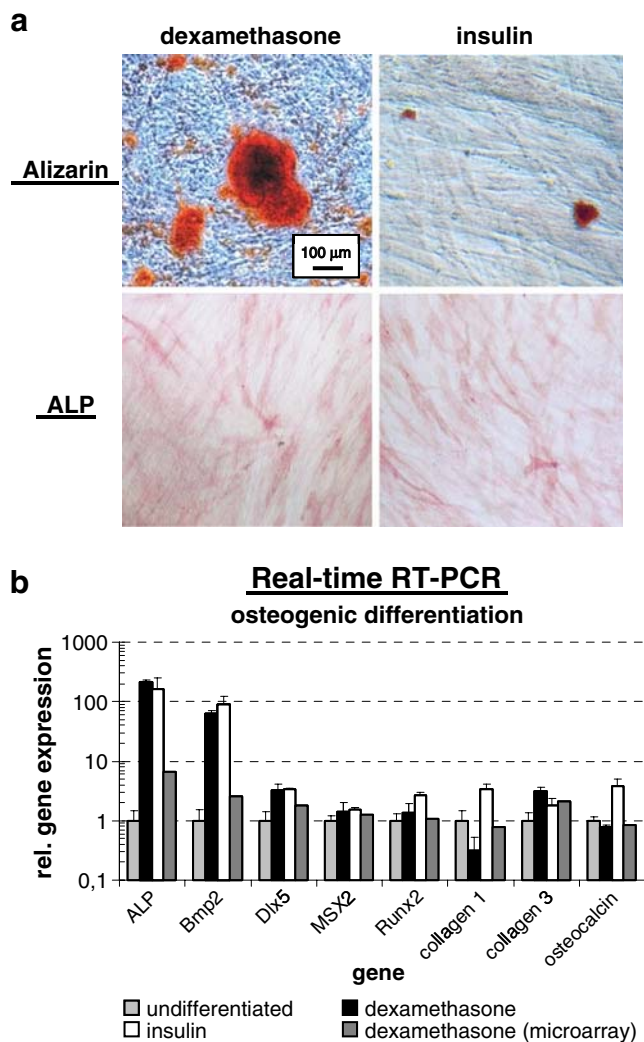 a
dexamethasone insulin
Alizarin
100 µm
ALP
b
Real-time RT-PCR
osteogenic differentiation
rel. gene expression
1000
100
10
1
0,1
ALP Bmp2 Dlx5 MSX2 Runx2 collagen 1 collagen 3 osteocalcin
gene
undifferentiated dexamethasone
insulin dexamethasone (microarray)